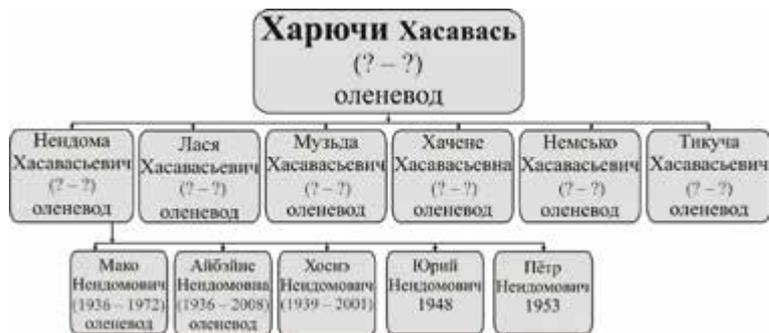 Харючи Хасавась
(? – ?)
оленевод
Нендома
Хасавасьевич
(? – ?)
оленевод
Лася
Хасавасьевич
(? – ?)
оленевод
Музьда
Хасавасьевич
(? – ?)
оленевод
Хачене
Хасавасьевна
(? – ?)
оленевод
Немсько
Хасавасьевич
(? – ?)
оленевод
Тикуча
Хасавасьевич
(? – ?)
оленевод
Мако
Нендомович
(1936 – 1972)
оленевод
Айбэйне
Нендомовна
(1936 – 2008)
оленевод
Хосиэ
Нендомович
(1939 – 2001)
Юрий
Нендомович
1948
Пётр
Нендомович
1953